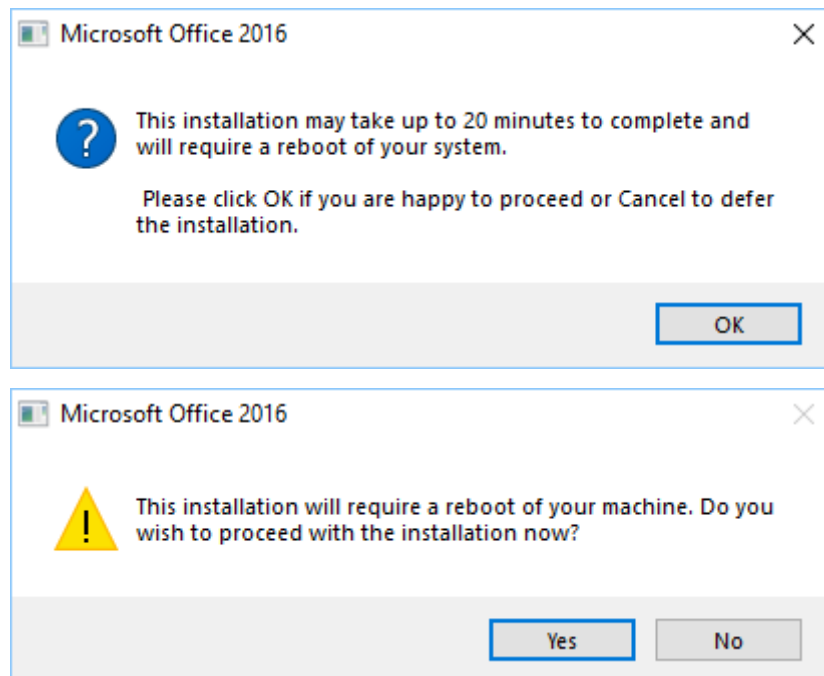 Microsoft Office 2016
This installation may take up to 20 minutes to complete and
will require a reboot of your system.
Please click OK if you are happy to proceed or Cancel to defer
the installation.
OK
Microsoft Office 2016
This installation will require a reboot of your machine. Do you
wish to proceed with the installation now?
Yes No